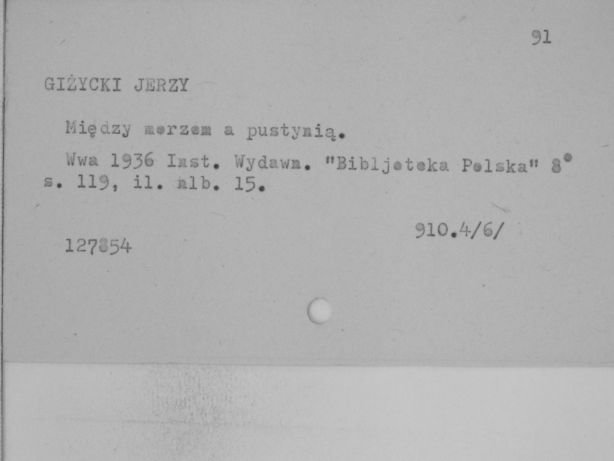 91
GIŻYCKI JERZY
Między morzem a pustynią.
Wwa 1936 Inst. Wydawn. "Bibljoteka Polska" 8°
s. 119, il. nlb. 15.
910.4/6/
127854